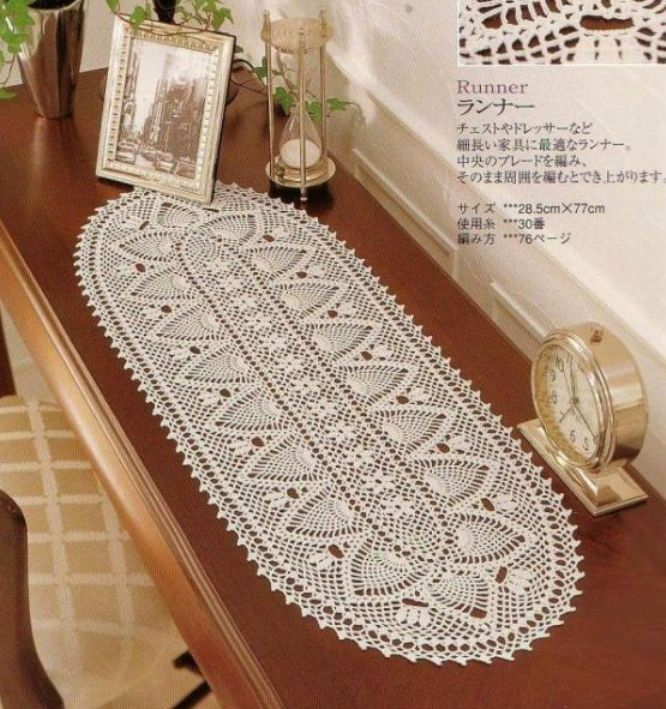 Runner
ランナー
チェストやドレッサーなど
細長い家具に最適なランナー。
中央のブレードを編み、
そのまま周囲を編むとでき上がります。
サイズ ***28.5cm×77cm
使用糸 ***30番
編み方 ***76ページ